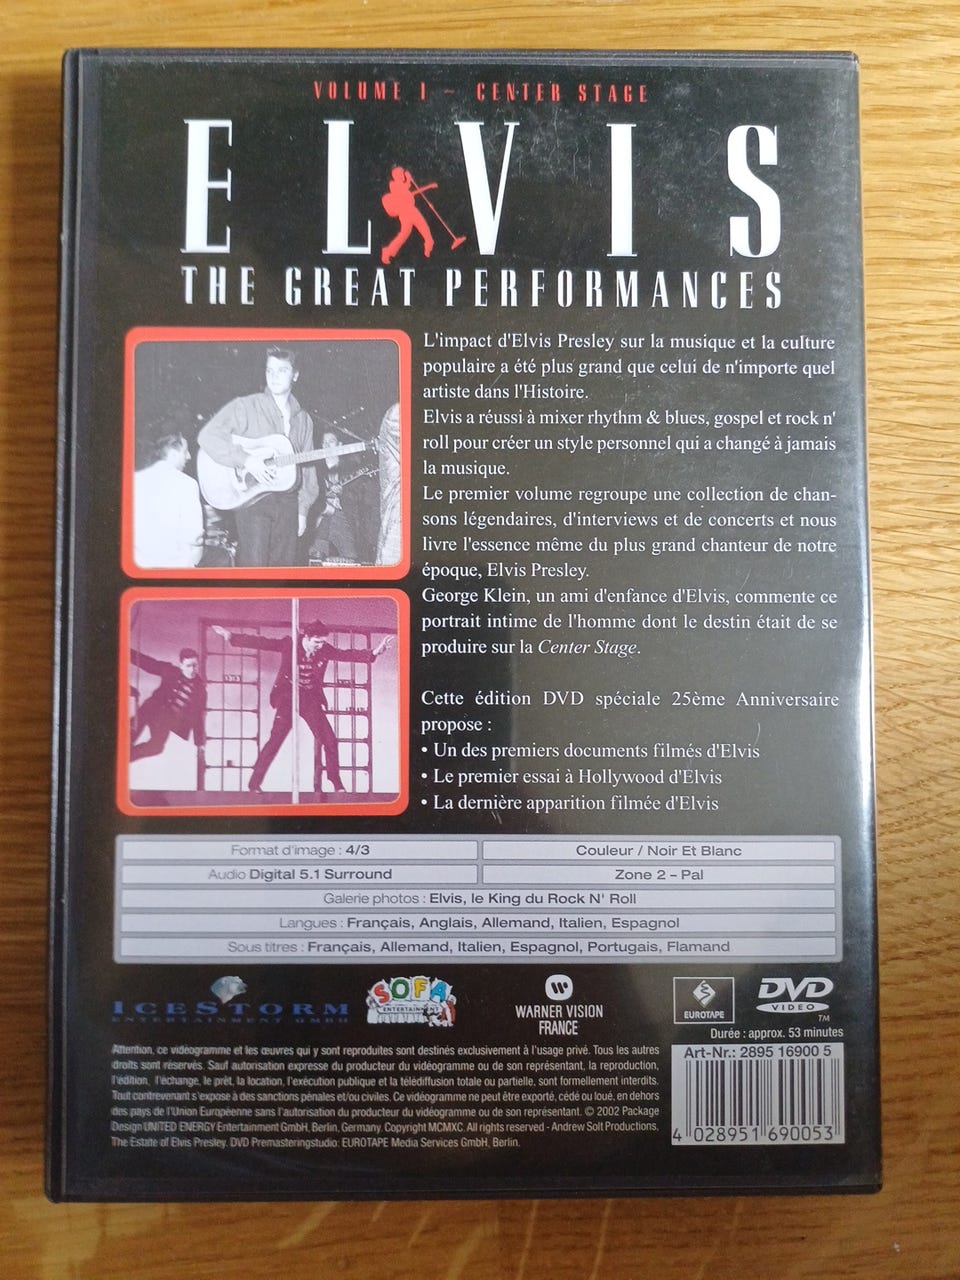 VOLUME I – CENTER STAGE
ELVIS
THE GREAT PERFORMANCES
L'impact d'Elvis Presley sur la musique et la culture
populaire a été plus grand que celui de n'importe quel
artiste dans l'Histoire.
Elvis a réussi à mixer rhythm & blues, gospel et rock n'
roll pour créer un style personnel qui a changé à jamais
la musique.
Le premier volume regroupe une collection de chan-
sons légendaires, d'interviews et de concerts et nous
livre l'essence même du plus grand chanteur de notre
époque, Elvis Presley.
George Klein, un ami d'enfance d'Elvis, commente ce
portrait intime de l'homme dont le destin était de se
produire sur la Center Stage.
Cette édition DVD spéciale 25ème Anniversaire
propose :
• Un des premiers documents filmés d'Elvis
• Le premier essai à Hollywood d'Elvis
• La dernière apparition filmée d'Elvis
Format d'image : 4/3
Couleur / Noir Et Blanc
Audio Digital 5.1 Surround
Zone 2 - Pal
Galerie photos : Elvis, le King du Rock N' Roll
Langues : Français, Anglais, Allemand, Italien, Espagnol
Sous titres : Français, Allemand, Italien, Espagnol, Portugais, Flamand
ICESTORM
ENTERTAINMENT GMBH
SOFA
ENTERTAINMENT
WARNER VISION
FRANCE
EUROTAPE
DVD
VIDEO
TM
Durée : approx. 53 minutes
Attention, ce vidéogramme et les œuvres qui y sont reproduites sont destinés exclusivement à l'usage privé. Tous les autres
droits sont réservés. Sauf autorisation expresse du producteur du vidéogramme ou de son représentant, la reproduction,
l'édition, l'échange, le prêt, la location, l'exécution publique et la télédiffusion totale ou partielle, sont formellement interdits.
Tout contrevenant s'expose à des sanctions pénales et/ou civiles. Ce vidéogramme ne peut être exporté, cédé ou loué, en dehors
des pays de l'Union Européenne sans l'autorisation du producteur du vidéogramme ou de son représentant. © 2002 Package
Design UNITED ENERGY Entertainment GmbH, Berlin, Germany. Copyright MCMXC. All rights reserved - Andrew Solt Productions,
The Estate of Elvis Presley. DVD Premasteringstudio: EUROTAPE Media Services GmbH, Berlin.
Art-Nr.: 2895 16900 5
4 028951 690053